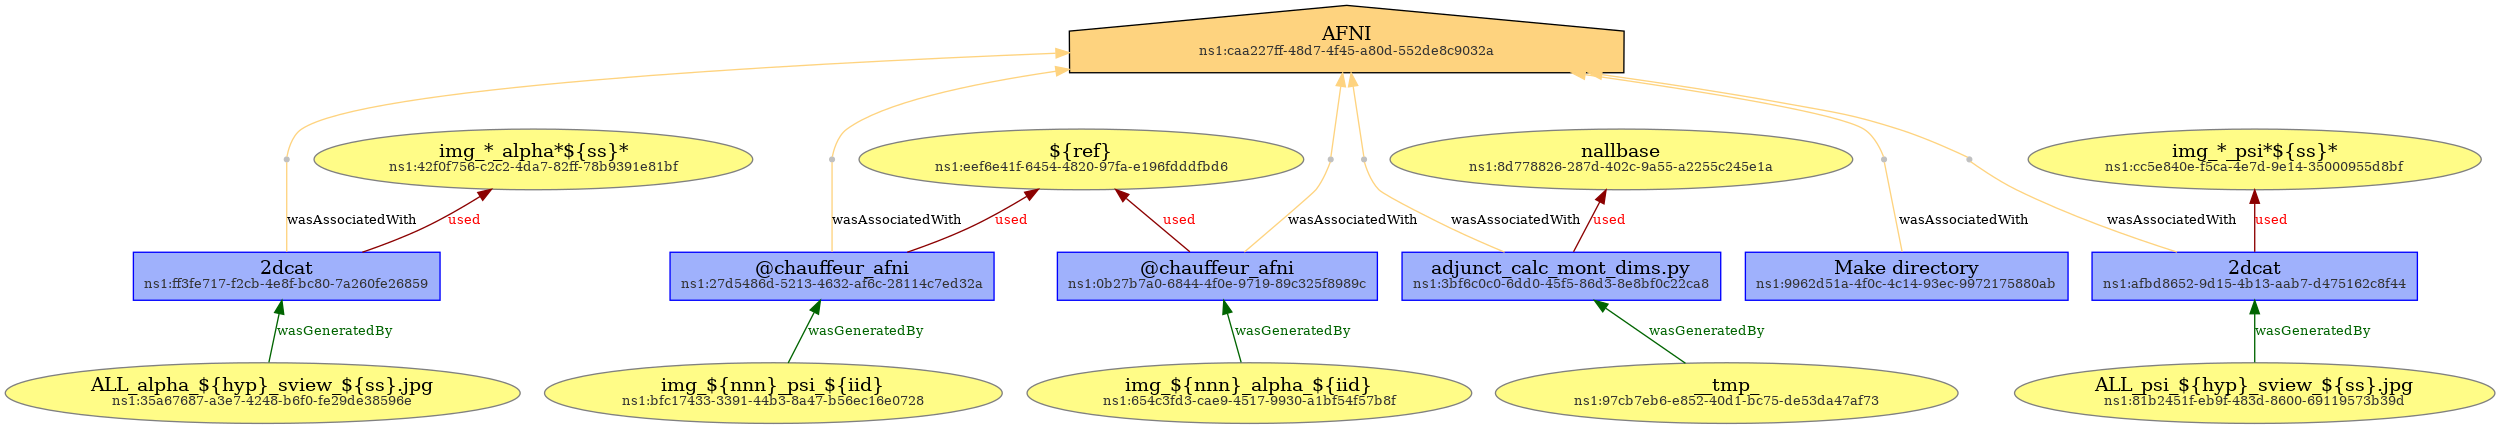 AFNI
ns1:caa227ff-48d7-4f45-a80d-552de8c9032a
img_*_alpha*${ss}*
ns1:42f0f756-c2c2-4da7-82ff-78b9391e81bf
${ref}
ns1:eef6e41f-6454-4820-97fa-e196fdddfbd6
nallbase
ns1:8d778826-287d-402c-9a55-a2255c245e1a
img_*_psi*${ss}*
ns1:cc5e840e-f5ca-4e7d-9e14-35000955d8bf
wasAssociatedWith
used
wasAssociatedWith
used
used
wasAssociatedWith
wasAssociatedWith
used
wasAssociatedWith
wasAssociatedWith
used
2dcat
ns1:ff3fe717-f2cb-4e8f-bc80-7a260fe26859
@chauffeur_afni
ns1:27d5486d-5213-4632-af6c-28114c7ed32a
@chauffeur_afni
ns1:0b27b7a0-6844-4f0e-9719-89c325f8989c
adjunct_calc_mont_dims.py
ns1:3bf6c0c0-6dd0-45f5-86d3-8e8bf0c22ca8
Make directory
ns1:9962d51a-4f0c-4c14-93ec-9972175880ab
2dcat
ns1:afbd8652-9d15-4b13-aab7-d475162c8f44
wasGeneratedBy
wasGeneratedBy
wasGeneratedBy
wasGeneratedBy
wasGeneratedBy
ALL_alpha_${hyp}_sview_${ss}.jpg
ns1:35a67687-a3e7-4248-b6f0-fe29de38596e
img_${nnn}_psi_${iid}
ns1:bfc17433-3391-44b3-8a47-b56ec16e0728
img_${nnn}_alpha_${iid}
ns1:654c3fd3-cae9-4517-9930-a1bf54f57b8f
__tmp_
ns1:97cb7eb6-e852-40d1-bc75-de53da47af73
ALL_psi_${hyp}_sview_${ss}.jpg
ns1:81b2451f-eb9f-483d-8600-69119573b39d